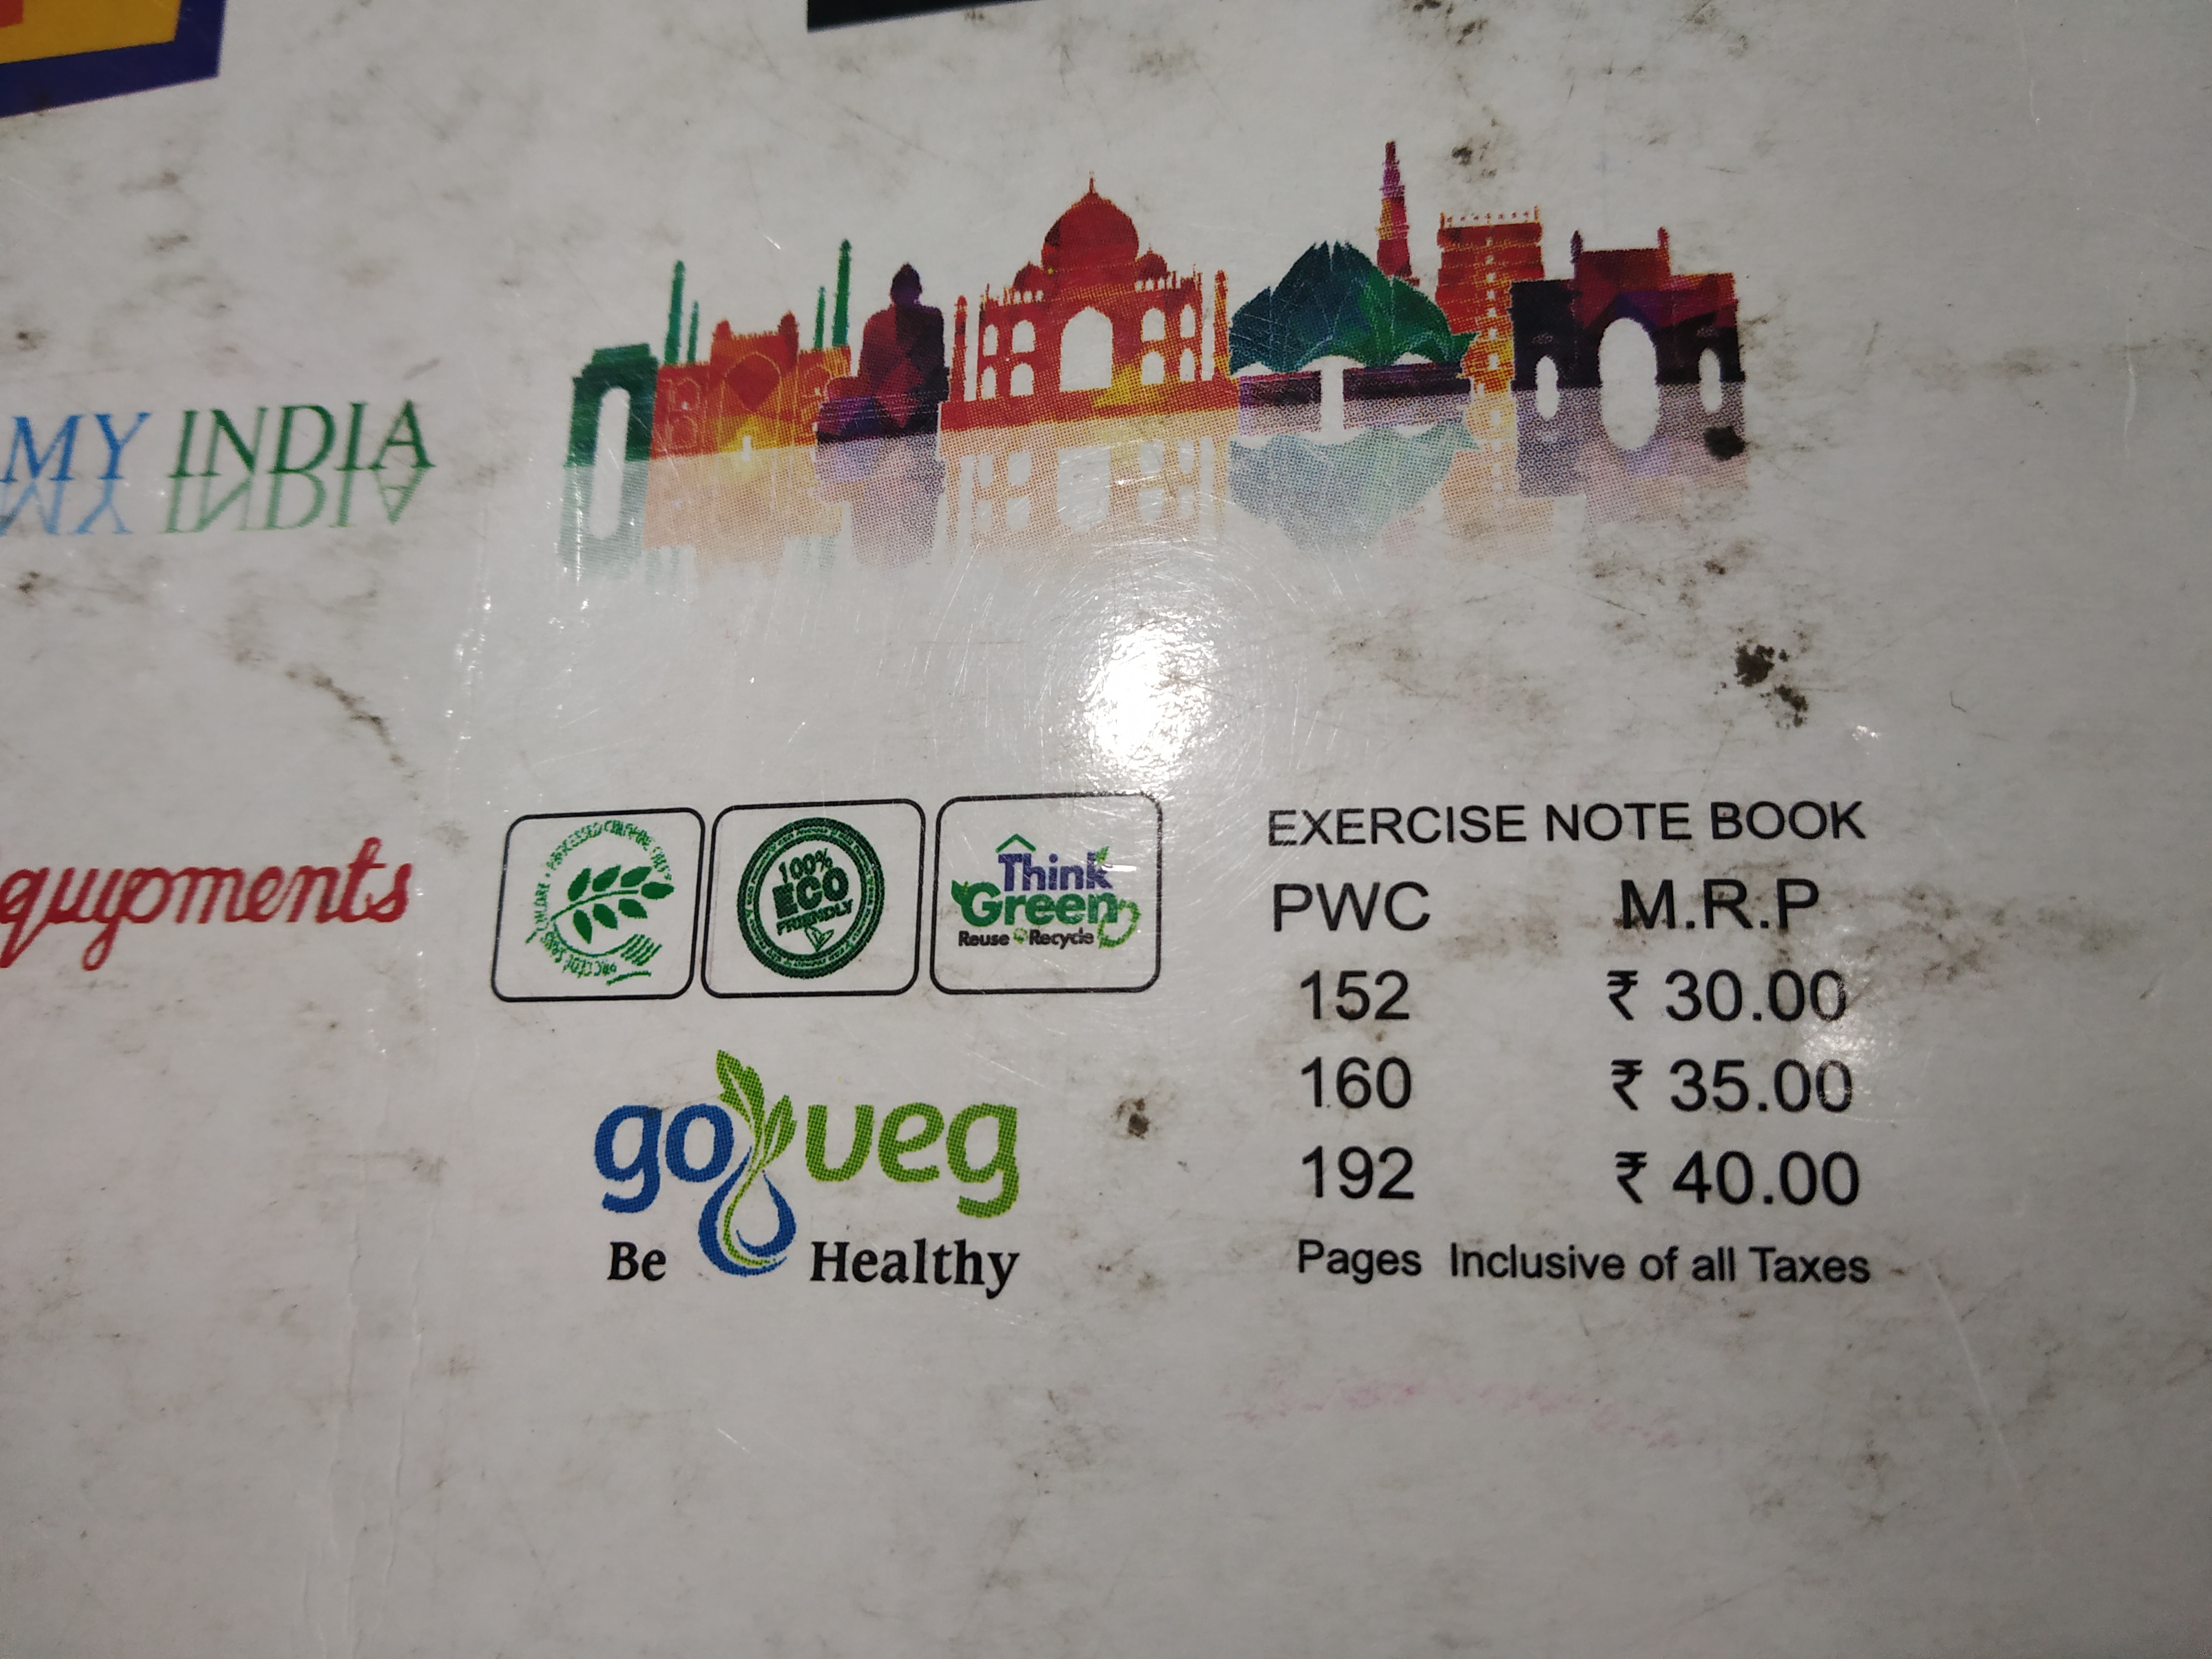 MY INDIA
quipments
100%
ECO
FRIENDLY
Think
Green
Reuse Recycle
go veg
Be Healthy
EXERCISE NOTE BOOK
PWC M.R.P
152 ₹ 30.00
160 ₹ 35.00
192 ₹ 40.00
Pages Inclusive of all Taxes